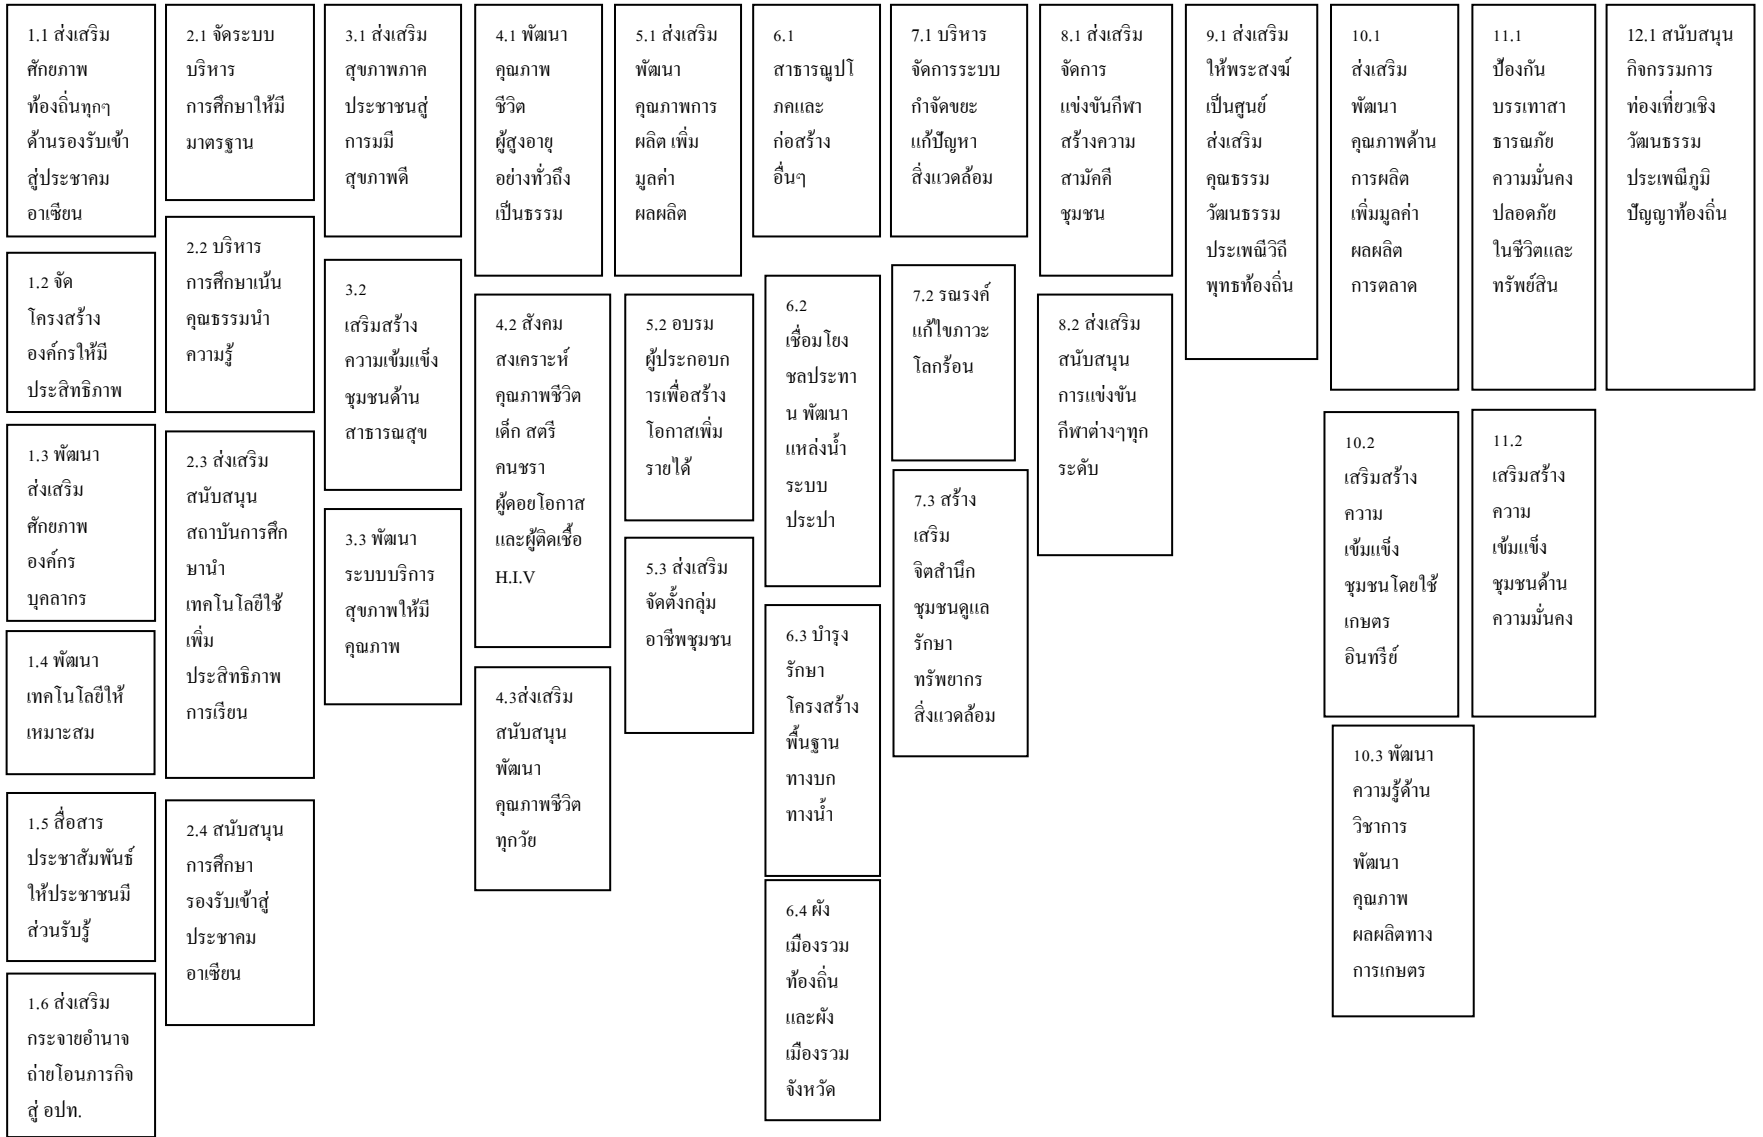 1.1 ส่งเสริม
ศักยภาพ
ท้องถิ่นทุกๆ
ด้านรองรับเข้า
สู่ประชาคม
อาเซียน
1.2 จัด
โครงสร้าง
องค์กรให้มี
ประสิทธิภาพ
1.3 พัฒนา
ส่งเสริม
ศักยภาพ
องค์กร
บุคลากร
1.4 พัฒนา
เทคโนโลยีให้
เหมาะสม
1.5 สื่อสาร
ประชาสัมพันธ์
ให้ประชาชนมี
ส่วนรับรู้
1.6 ส่งเสริม
กระจายอำนาจ
ถ่ายโอนภารกิจ
สู่ อปท.
2.1 จัดระบบ
บริหาร
การศึกษาให้มี
มาตรฐาน
2.2 บริหาร
การศึกษาเน้น
คุณธรรมนำ
ความรู้
2.3 ส่งเสริม
สนับสนุน
สถาบันการศึก
ษานำ
เทคโนโลยีใช้
เพิ่ม
ประสิทธิภาพ
การเรียน
2.4 สนับสนุน
การศึกษา
รองรับเข้าสู่
ประชาคม
อาเซียน
3.1 ส่งเสริม
สุขภาพภาค
ประชาชนสู่
การมมี
สุขภาพดี
3.2
เสริมสร้าง
ความเข้มแข็ง
ชุมชนด้าน
สาธารณสุข
3.3 พัฒนา
ระบบบริการ
สุขภาพให้มี
คุณภาพ
4.1 พัฒนา
คุณภาพ
ชีวิต
ผู้สูงอายุ
อย่างทั่วถึง
เป็นธรรม
4.2 สังคม
สงเคราะห์
คุณภาพชีวิต
เด็ก สตรี
คนชรา
ผู้ดอยโอกาส
และผู้ติดเชื้อ
H.I.V
4.3ส่งเสริม
สนับสนุน
พัฒนา
คุณภาพชีวิต
ทุกวัย
5.1 ส่งเสริม
พัฒนา
คุณภาพการ
ผลิต เพิ่ม
มูลค่า
ผลผลิต
5.2 อบรม
ผู้ประกอบก
ารเพื่อสร้าง
โอกาสเพิ่ม
รายได้
5.3 ส่งเสริม
จัดตั้งกลุ่ม
อาชีพชุมชน
6.1
สาธารณูปโ
ภคและ
ก่อสร้าง
อื่นๆ
6.2
เชื่อมโยง
ชลประทา
น พัฒนา
แหล่งน้ำ
ระบบ
ประปา
6.3 บำรุง
รักษา
โครงสร้าง
พื้นฐาน
ทางบก
ทางน้ำ
6.4 ผัง
เมืองรวม
ท้องถิ่น
และผัง
เมืองรวม
จังหวัด
7.1 บริหาร
จัดการระบบ
กำจัดขยะ
แก้ปัญหา
สิ่งแวดล้อม
7.2 รณรงค์
แก้ไขภาวะ
โลกร้อน
7.3 สร้าง
เสริม
จิตสำนึก
ชุมชนดูแล
รักษา
ทรัพยากร
สิ่งแวดล้อม
8.1 ส่งเสริม
จัดการ
แข่งขันกีฬา
สร้างความ
สามัคคี
ชุมชน
8.2 ส่งเสริม
สนับสนุน
การแข่งขัน
กีฬาต่างๆทุก
ระดับ
9.1 ส่งเสริม
ให้พระสงฆ์
เป็นศูนย์
ส่งเสริม
คุณธรรม
วัฒนธรรม
ประเพณีวิถี
พุทธท้องถิ่น
10.1
ส่งเสริม
พัฒนา
คุณภาพด้าน
การผลิต
เพิ่มมูลค่า
ผลผลิต
การตลาด
10.2
เสริมสร้าง
ความ
เข้มแข็ง
ชุมชนโดยใช้
เกษตร
อินทรีย์
10.3 พัฒนา
ความรู้ด้าน
วิชาการ
พัฒนา
คุณภาพ
ผลผลิตทาง
การเกษตร
11.1
ป้องกัน
บรรเทาสา
ธารณภัย
ความมั่นคง
ปลอดภัย
ในชีวิตและ
ทรัพย์สิน
11.2
เสริมสร้าง
ความ
เข้มแข็ง
ชุมชนด้าน
ความมั่นคง
12.1 สนับสนุน
กิจกรรมการ
ท่องเที่ยวเชิง
วัฒนธรรม
ประเพณีภูมิ
ปัญญาท้องถิ่น